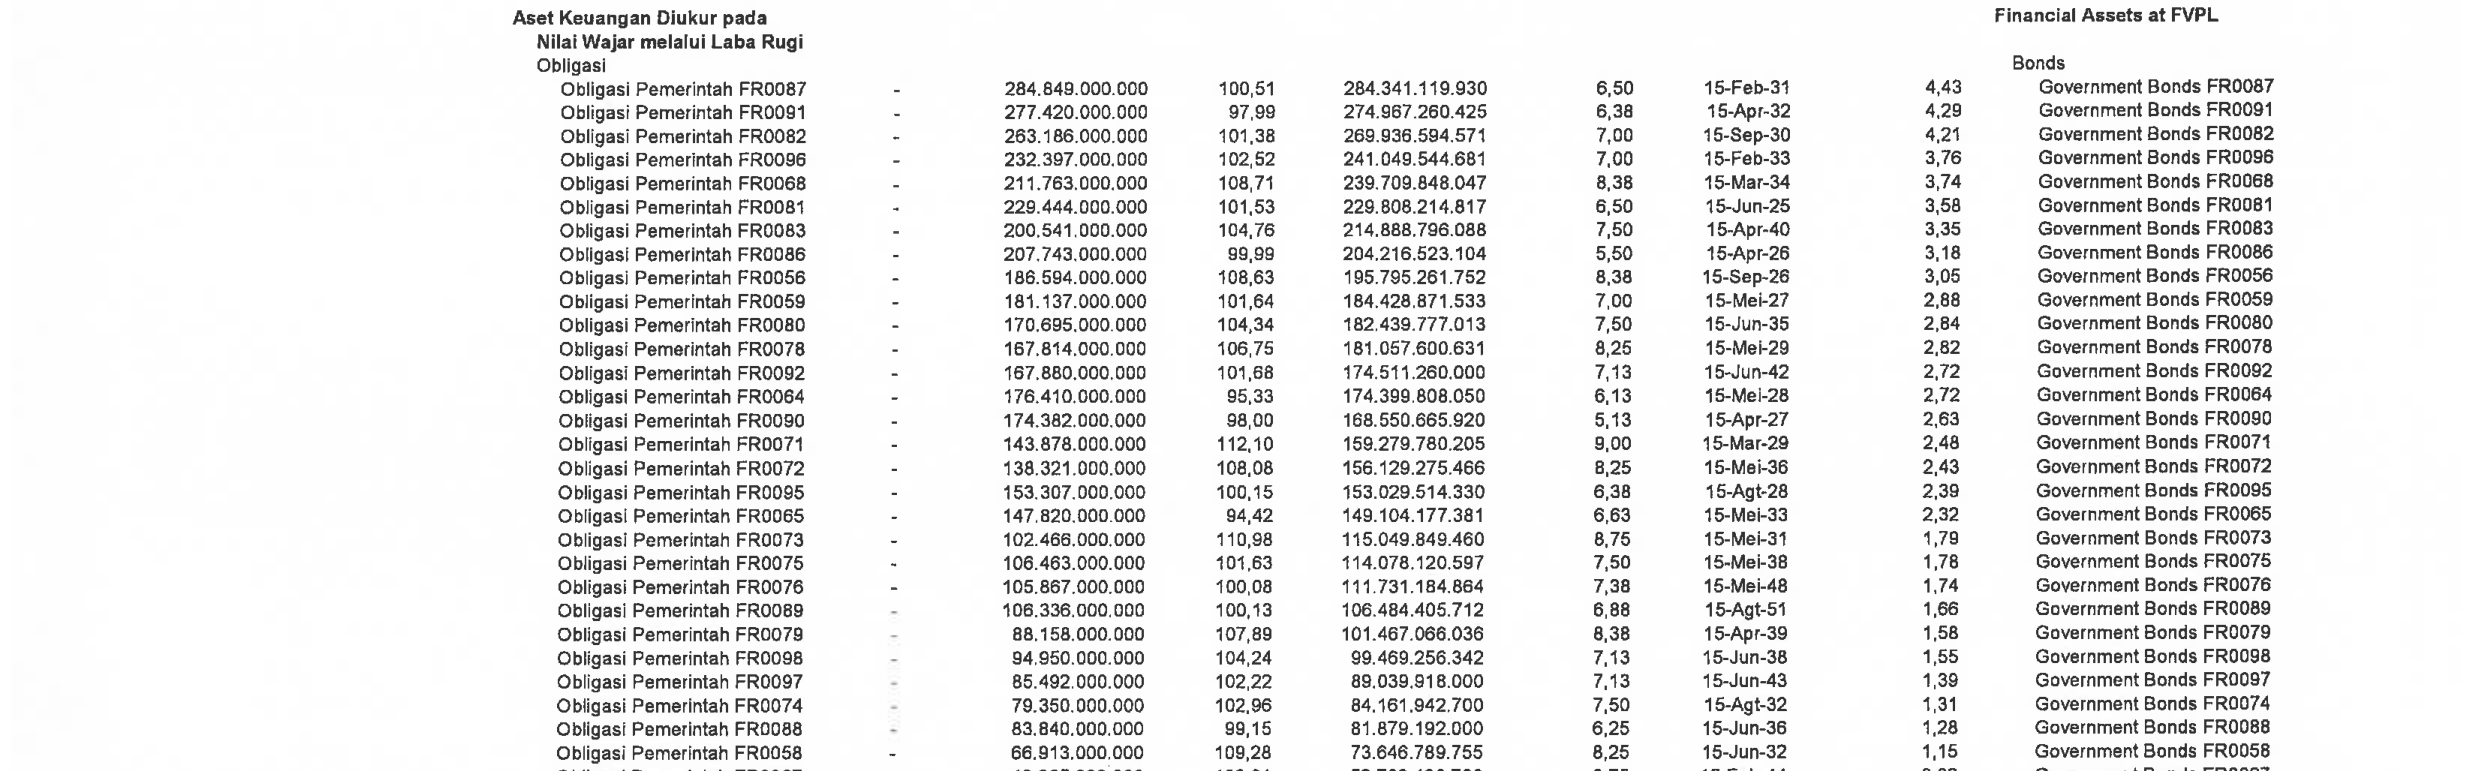 Aset Keuangan Diukur pada Financial Assets at FVPL
Nilai Wajar melalui Laba Rugi
Obligasi Bonds
Obligasi Pemerintah FR0087 - 284.849.000.000 100,51 284.341.119.930 6,50 15-Feb-31 4,43 Government Bonds FR0087
Obligasi Pemerintah FR0091 - 277.420.000.000 97,99 274.967.260.425 6,38 15-Apr-32 4,29 Government Bonds FR0091
Obligasi Pemerintah FR0082 - 263.186.000.000 101,38 269.936.594.571 7,00 15-Sep-30 4,21 Government Bonds FR0082
Obligasi Pemerintah FR0096 - 232.397.000.000 102,52 241.049.544.681 7,00 15-Feb-33 3,76 Government Bonds FR0096
Obligasi Pemerintah FR0068 - 211.763.000.000 108,71 239.709.848.047 8,38 15-Mar-34 3,74 Government Bonds FR0068
Obligasi Pemerintah FR0081 - 229.444.000.000 101,53 229.808.214.817 6,50 15-Jun-25 3,58 Government Bonds FR0081
Obligasi Pemerintah FR0083 - 200.541.000.000 104,76 214.888.796.088 7,50 15-Apr-40 3,35 Government Bonds FR0083
Obligasi Pemerintah FR0086 - 207.743.000.000 99,99 204.216.523.104 5,50 15-Apr-26 3,18 Government Bonds FR0086
Obligasi Pemerintah FR0056 - 186.594.000.000 108,63 195.795.261.752 8,38 15-Sep-26 3,05 Government Bonds FR0056
Obligasi Pemerintah FR0059 - 181.137.000.000 101,64 184.428.871.533 7,00 15-Mei-27 2,88 Government Bonds FR0059
Obligasi Pemerintah FR0080 - 170.695.000.000 104,34 182.439.777.013 7,50 15-Jun-35 2,84 Government Bonds FR0080
Obligasi Pemerintah FR0078 - 167.814.000.000 106,75 181.057.600.631 8,25 15-Mei-29 2,82 Government Bonds FR0078
Obligasi Pemerintah FR0092 - 167.880.000.000 101,68 174.511.260.000 7,13 15-Jun-42 2,72 Government Bonds FR0092
Obligasi Pemerintah FR0064 - 176.410.000.000 95,33 174.399.808.050 6,13 15-Mei-28 2,72 Government Bonds FR0064
Obligasi Pemerintah FR0090 - 174.382.000.000 98,00 168.550.665.920 5,13 15-Apr-27 2,63 Government Bonds FR0090
Obligasi Pemerintah FR0071 - 143.878.000.000 112,10 159.279.780.205 9,00 15-Mar-29 2,48 Government Bonds FR0071
Obligasi Pemerintah FR0072 - 138.321.000.000 108,08 156.129.275.466 8,25 15-Mei-36 2,43 Government Bonds FR0072
Obligasi Pemerintah FR0095 - 153.307.000.000 100,15 153.029.514.330 6,38 15-Agt-28 2,39 Government Bonds FR0095
Obligasi Pemerintah FR0065 - 147.820.000.000 94,42 149.104.177.381 6,63 15-Mei-33 2,32 Government Bonds FR0065
Obligasi Pemerintah FR0073 - 102.466.000.000 110,98 115.049.849.460 8,75 15-Mei-31 1,79 Government Bonds FR0073
Obligasi Pemerintah FR0075 - 106.463.000.000 101,63 114.078.120.597 7,50 15-Mei-38 1,78 Government Bonds FR0075
Obligasi Pemerintah FR0076 - 105.867.000.000 100,08 111.731.184.864 7,38 15-Mei-48 1,74 Government Bonds FR0076
Obligasi Pemerintah FR0089 - 106.336.000.000 100,13 106.484.405.712 6,88 15-Agt-51 1,66 Government Bonds FR0089
Obligasi Pemerintah FR0079 - 88.158.000.000 107,89 101.467.066.036 8,38 15-Apr-39 1,58 Government Bonds FR0079
Obligasi Pemerintah FR0098 - 94.950.000.000 104,24 99.469.256.342 7,13 15-Jun-38 1,55 Government Bonds FR0098
Obligasi Pemerintah FR0097 - 85.492.000.000 102,22 89.039.918.000 7,13 15-Jun-43 1,39 Government Bonds FR0097
Obligasi Pemerintah FR0074 - 79.350.000.000 102,96 84.161.942.700 7,50 15-Agt-32 1,31 Government Bonds FR0074
Obligasi Pemerintah FR0088 - 83.840.000.000 99,15 81.879.192.000 6,25 15-Jun-36 1,28 Government Bonds FR0088
Obligasi Pemerintah FR0058 - 66.913.000.000 109,28 73.646.789.755 8,25 15-Jun-32 1,15 Government Bonds FR0058